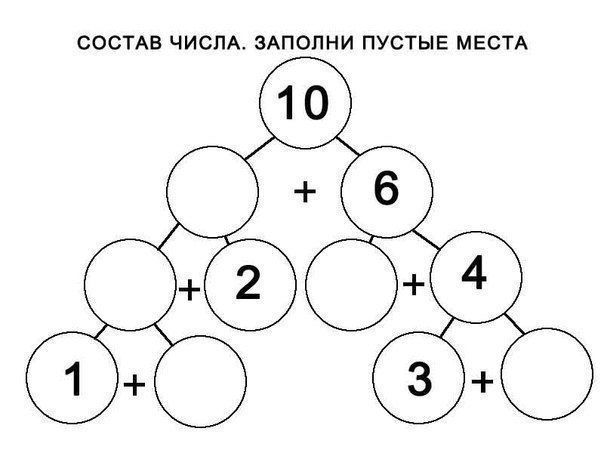 СОСТАВ ЧИСЛА. ЗАПОЛНИ ПУСТЫЕ МЕСТА
10
+ 6
+ 2 + 4
1 + 3 +